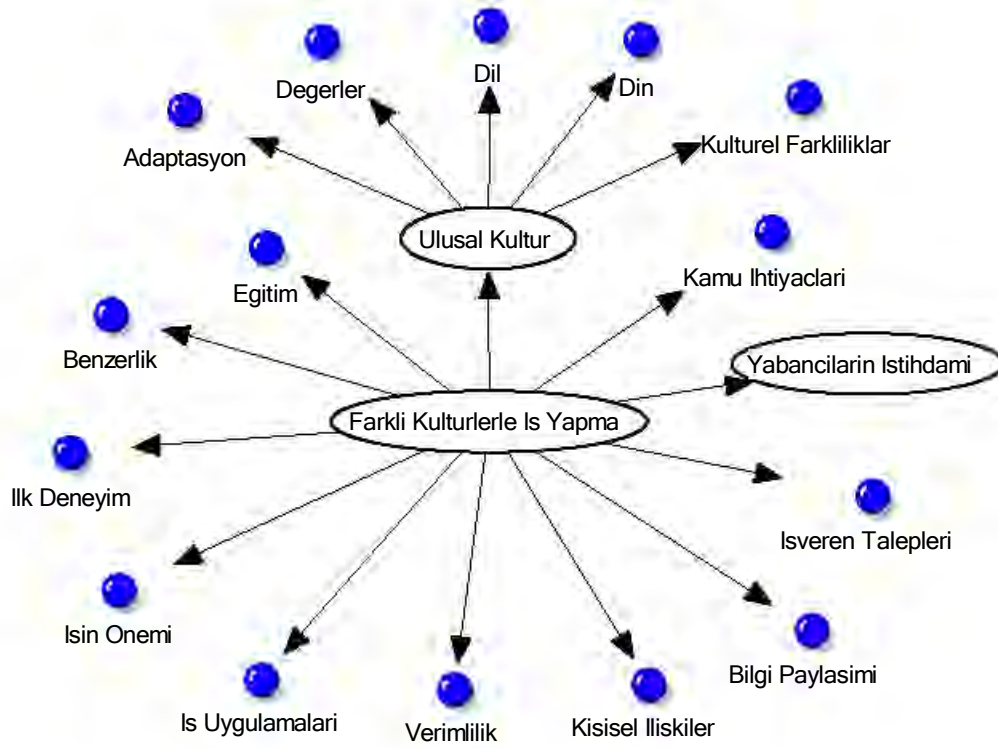 Dil
Degerler
Din
Kulturel Farkliliklar
Adaptasyon
Ulusal Kultur
Kamu Ihtiyaclari
Egitim
Benzerlik
Yabancilarin Istihdami
Farkli Kulturlerle Is Yapma
Ilk Deneyim
Isveren Talepleri
Isin Onemi
Bilgi Paylasimi
Is Uygulamalari
Verimlilik
Kisisel Iliskiler